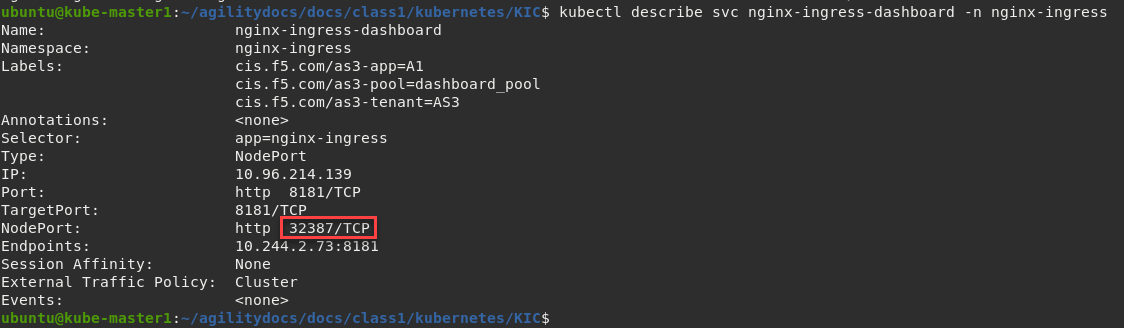 ubuntu@kube-master1:~/agilitydocs/docs/class1/kubernetes/KIC$ kubectl describe svc nginx-ingress-dashboard -n nginx-ingress
Name:                     nginx-ingress-dashboard
Namespace:                nginx-ingress
Labels:                   cis.f5.com/as3-app=A1
                          cis.f5.com/as3-pool=dashboard_pool
                          cis.f5.com/as3-tenant=AS3
Annotations:              <none>
Selector:                 app=nginx-ingress
Type:                     NodePort
IP:                       10.96.214.139
Port:                     http  8181/TCP
TargetPort:               8181/TCP
NodePort:                 http  32387/TCP
Endpoints:                10.244.2.73:8181
Session Affinity:         None
External Traffic Policy:  Cluster
Events:                   <none>
ubuntu@kube-master1:~/agilitydocs/docs/class1/kubernetes/KIC$